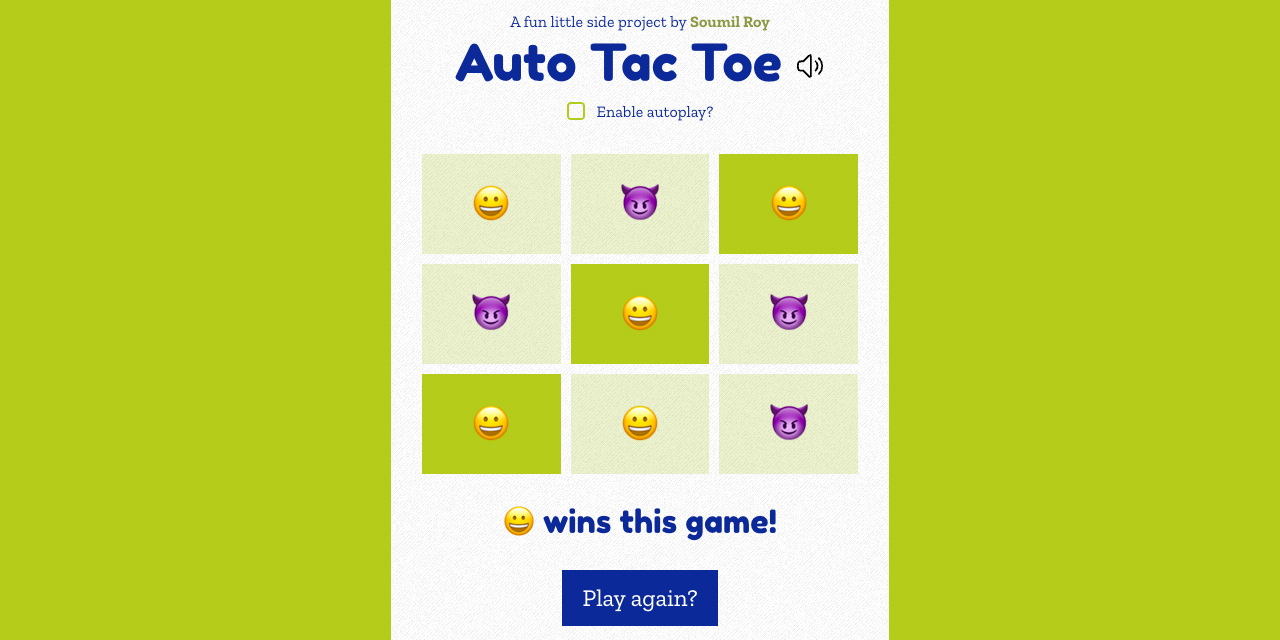 A fun little side project by Soumil Roy
Auto Tac Toe
Enable autoplay?
😀 wins this game!
Play again?